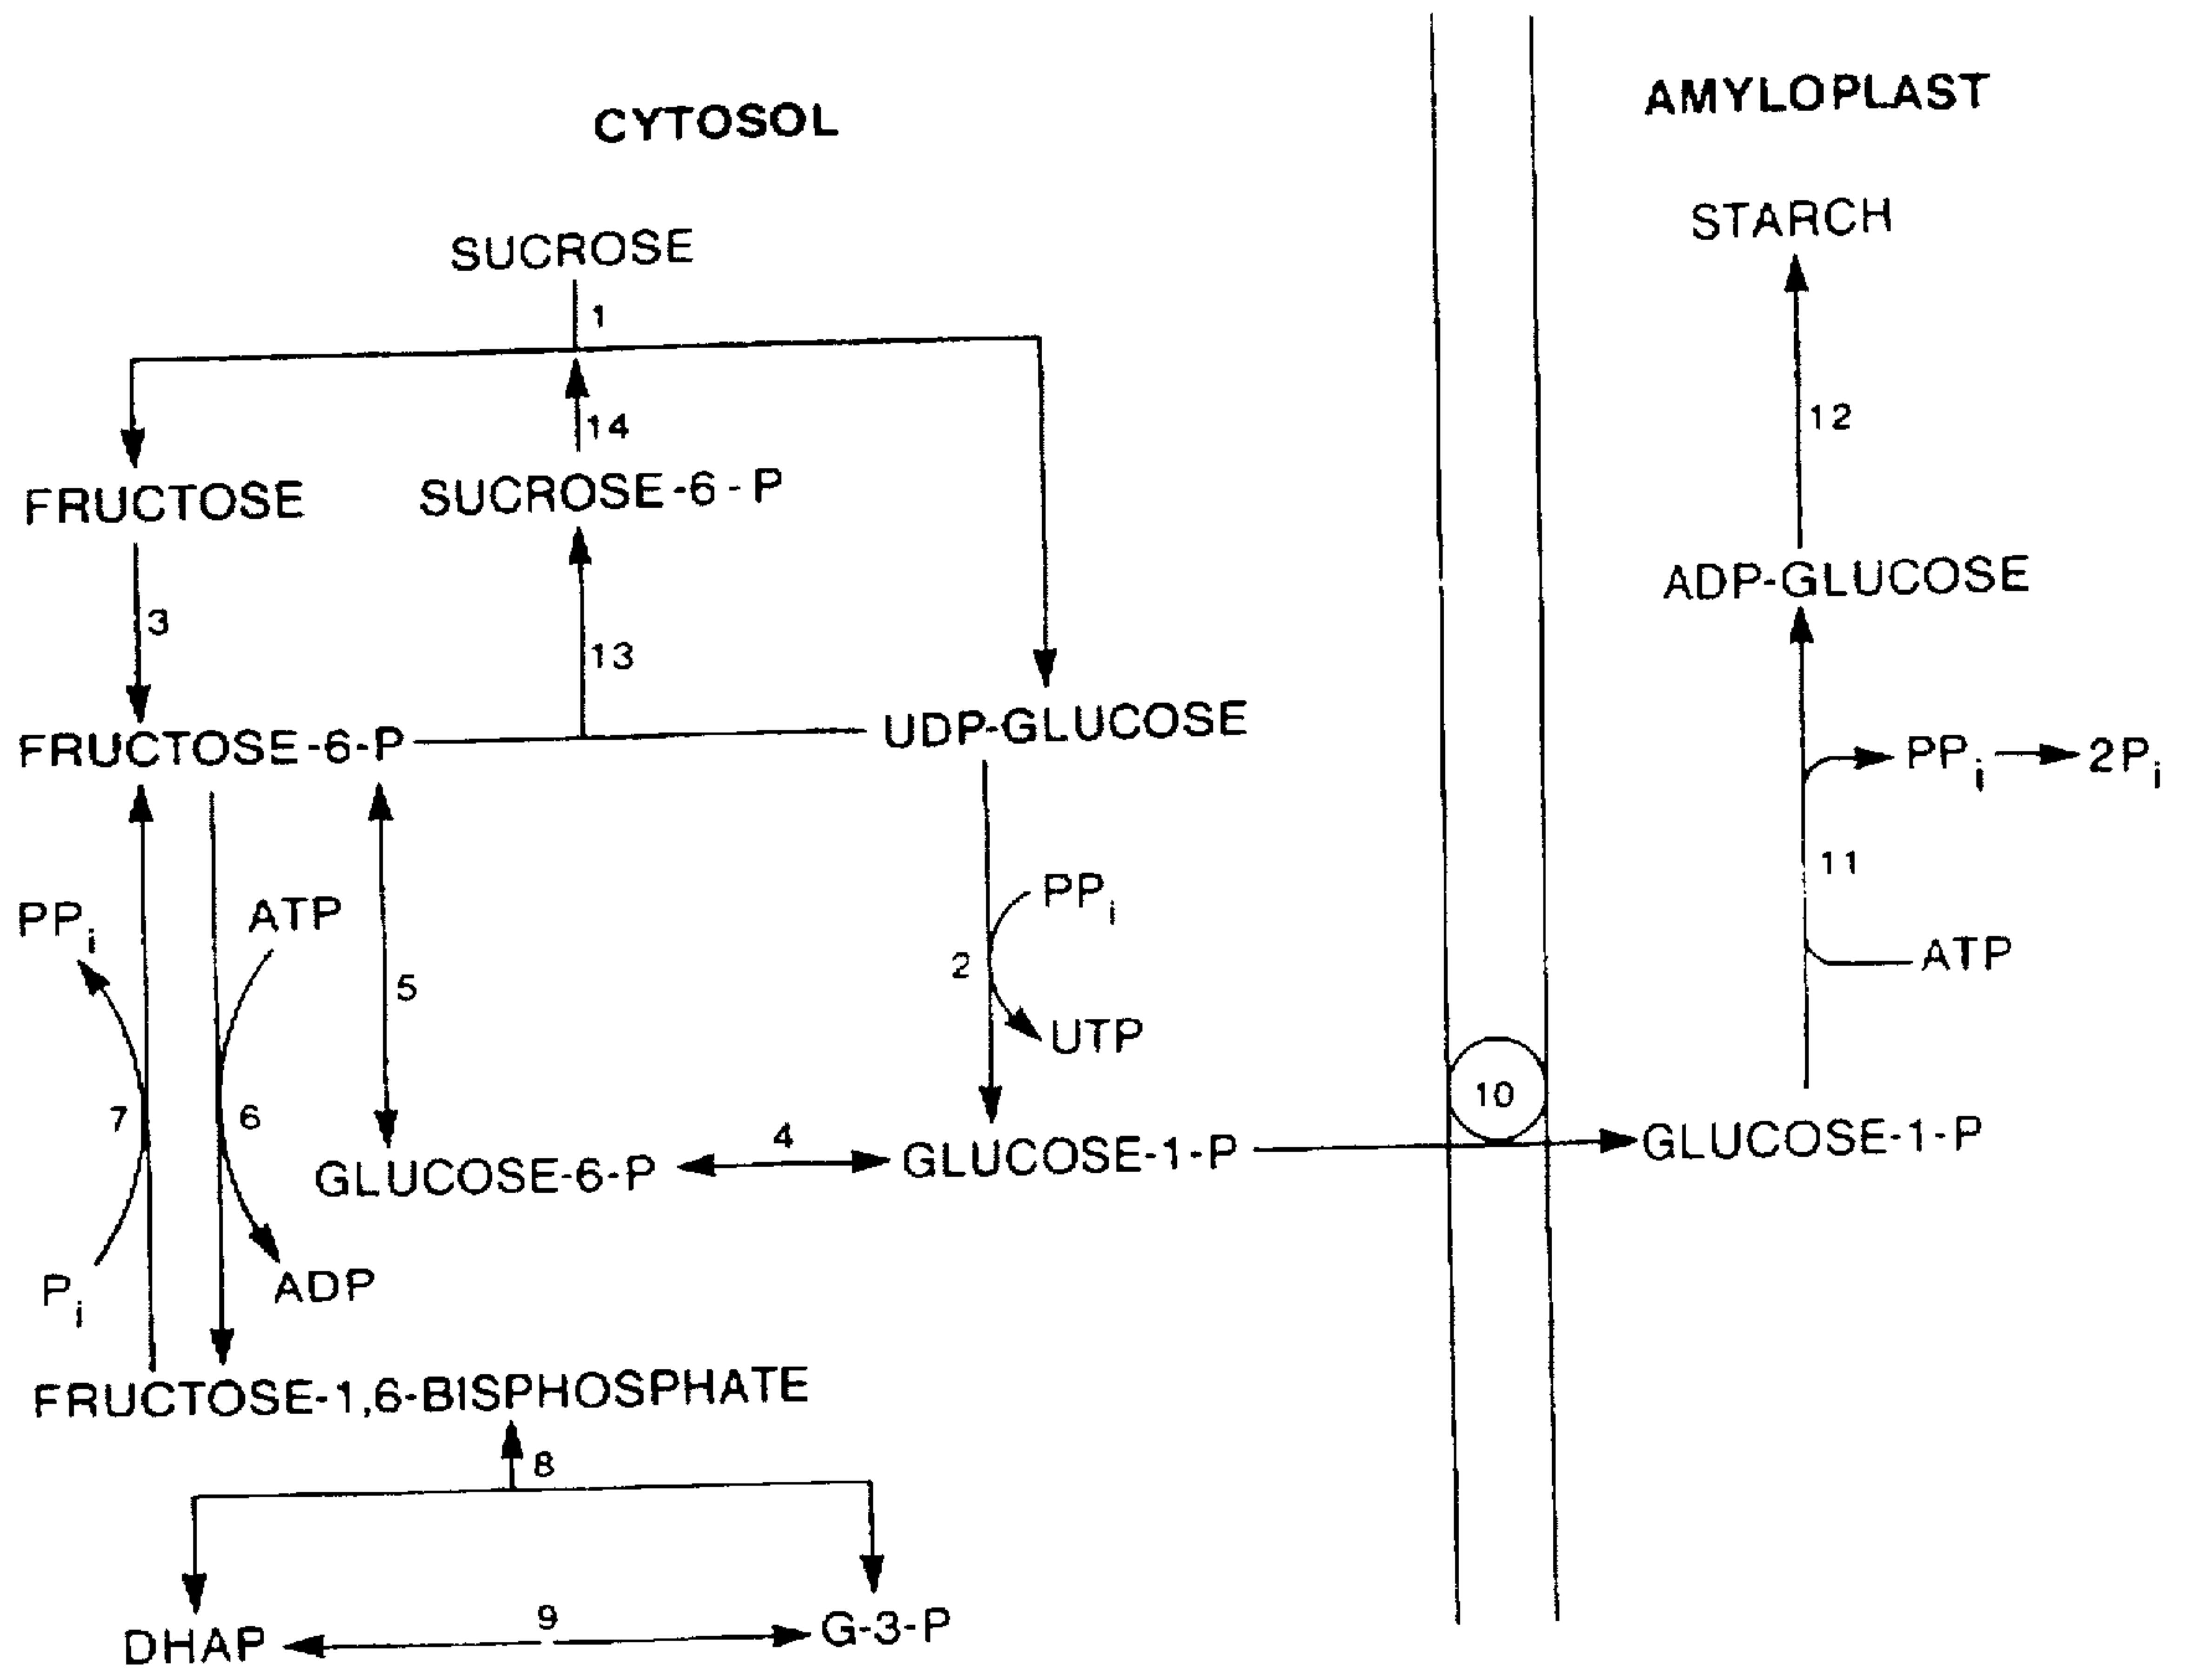 CYTOSOL
AMYLOPLAST
SUCROSE
STARCH
1
14
12
FRUCTOSE
SUCROSE-6-P
ADP-GLUCOSE
3
13
FRUCTOSE-6-P
UDP-GLUCOSE
PPi
2Pi
PPi
ATP
PPi
11
5
2
ATP
UTP
7
6
10
4
GLUCOSE-6-P
GLUCOSE-1-P
GLUCOSE-1-P
Pi
ADP
FRUCTOSE-1,6-BISPHOSPHATE
8
9
DHAP
G-3-P